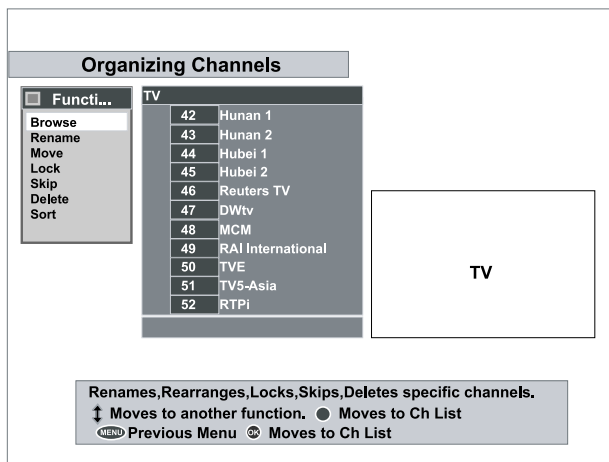 Organizing Channels
Functi...
Browse
Rename
Move
Lock
Skip
Delete
Sort
TV
42 Hunan 1
43 Hunan 2
44 Hubei 1
45 Hubei 2
46 Reuters TV
47 DWtv
48 MCM
49 RAI International
50 TVE
51 TV5-Asia
52 RTPi
TV
Renames,Rearranges,Locks,Skips,Deletes specific channels.
Moves to another function. Moves to Ch List
MENU Previous Menu OK Moves to Ch List